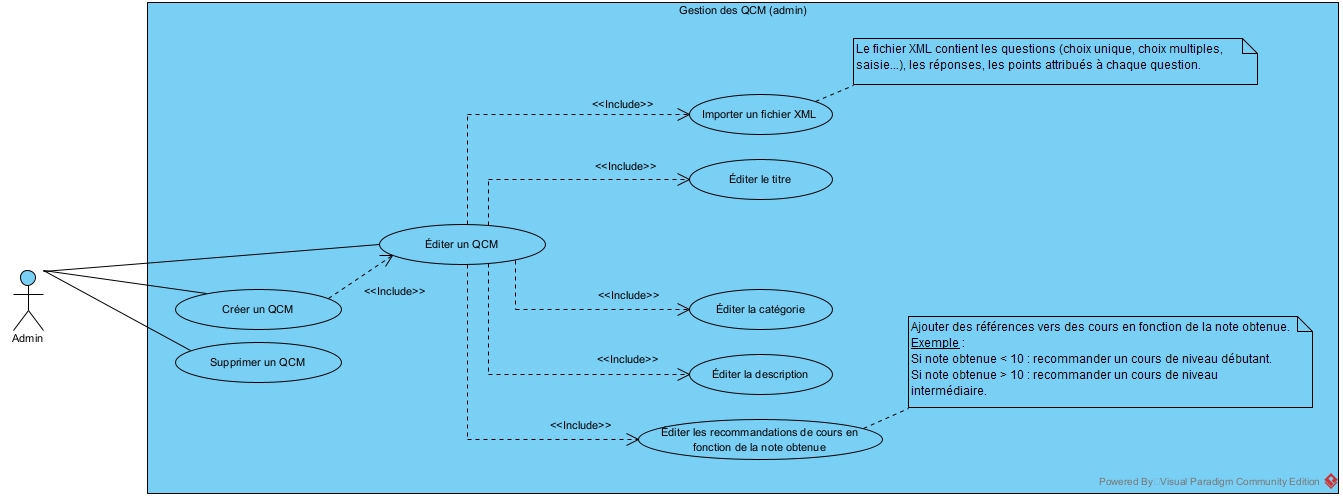 Gestion des QCM (admin)
Le fichier XML contient les questions (choix unique, choix multiples,
saisie...), les réponses, les points attribués à chaque question.
<<Include>>
Importer un fichier XML
<<Include>>
Éditer le titre
Éditer un QCM
<<Include>>
Créer un QCM
<<Include>>
Éditer la catégorie
Admin
Supprimer un QCM
<<Include>>
Éditer la description
Ajouter des références vers des cours en fonction de la note obtenue.
Exemple :
Si note obtenue < 10 : recommander un cours de niveau débutant.
Si note obtenue > 10 : recommander un cours de niveau
intermédiaire.
<<Include>>
Éditer les recommandations de cours en
fonction de la note obtenue
Powered By: Visual Paradigm Community Edition